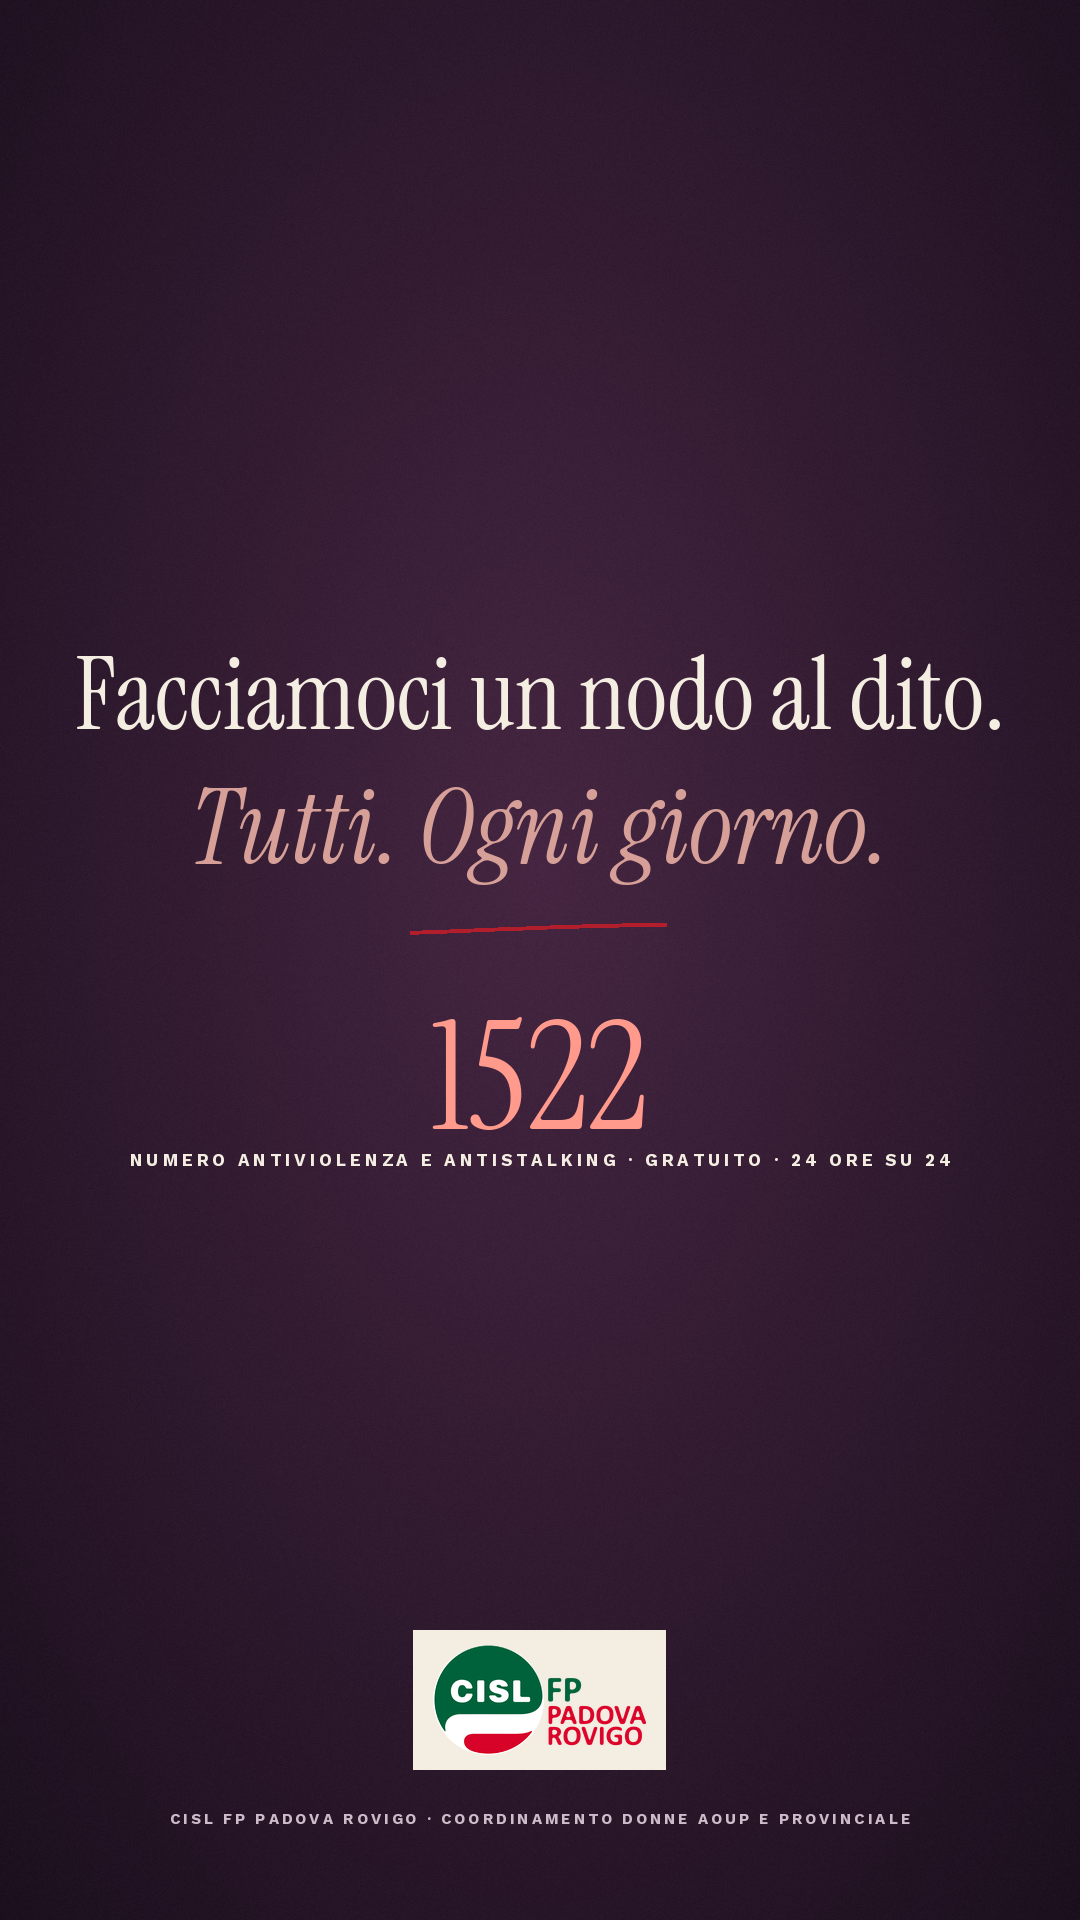 Facciamoci un nodo al dito.
Tutti. Ogni giorno.
1522
NUMERO ANTIVIOLENZA E ANTISTALKING · GRATUITO · 24 ORE SU 24
CISL FP
PADOVA
ROVIGO
CISL FP PADOVA ROVIGO · COORDINAMENTO DONNE AOUP E PROVINCIALE